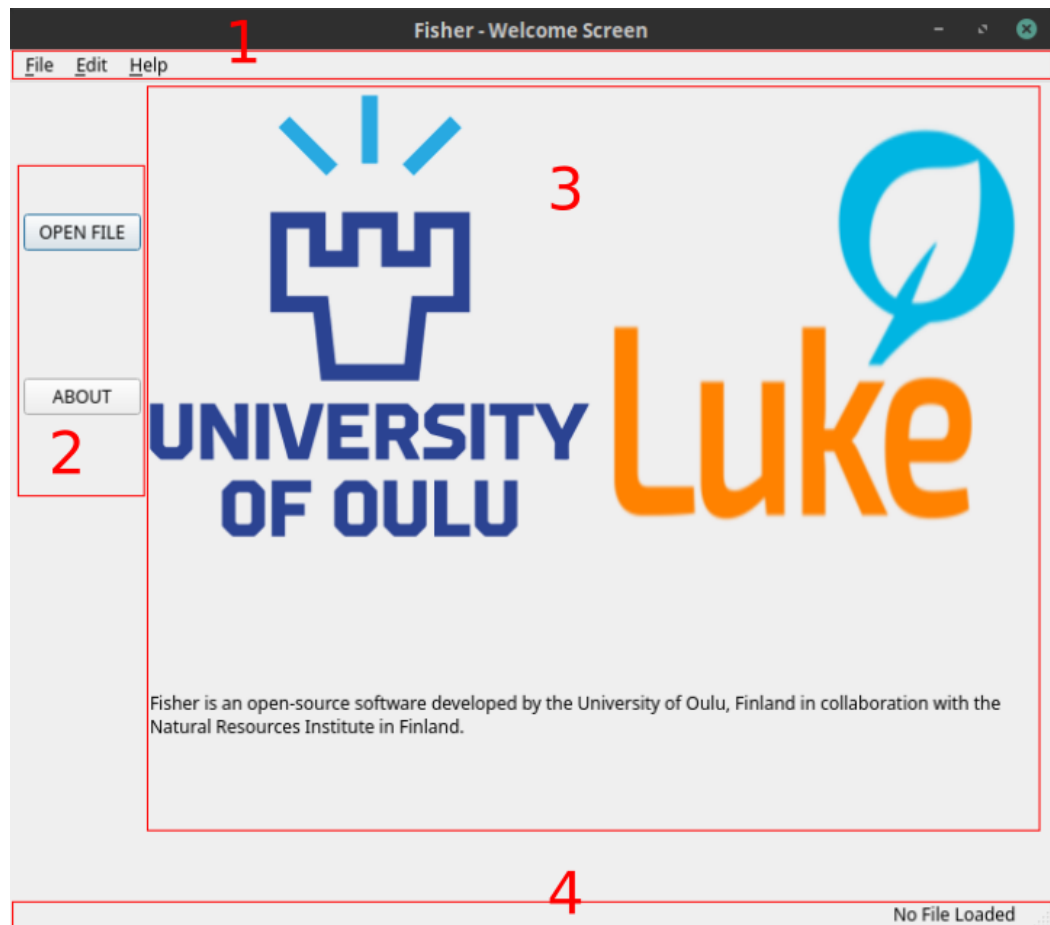 Fisher - Welcome Screen
1
File Edit Help
3
OPEN FILE
ABOUT
2
UNIVERSITY
OF OULU
Luke
Fisher is an open-source software developed by the University of Oulu, Finland in collaboration with the
Natural Resources Institute in Finland.
4
No File Loaded